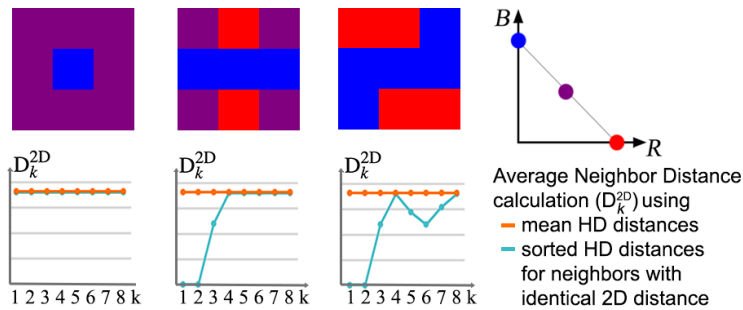 B
R
D_k^2D
1 2 3 4 5 6 7 8 k
D_k^2D
1 2 3 4 5 6 7 8 k
D_k^2D
1 2 3 4 5 6 7 8 k
Average Neighbor Distance
calculation (D_k^2D) using
mean HD distances
sorted HD distances
for neighbors with
identical 2D distance